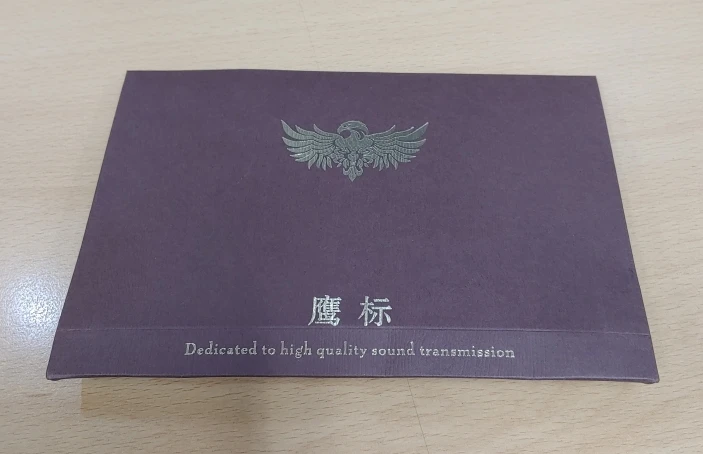 鹰标
Dedicated to high quality sound transmission